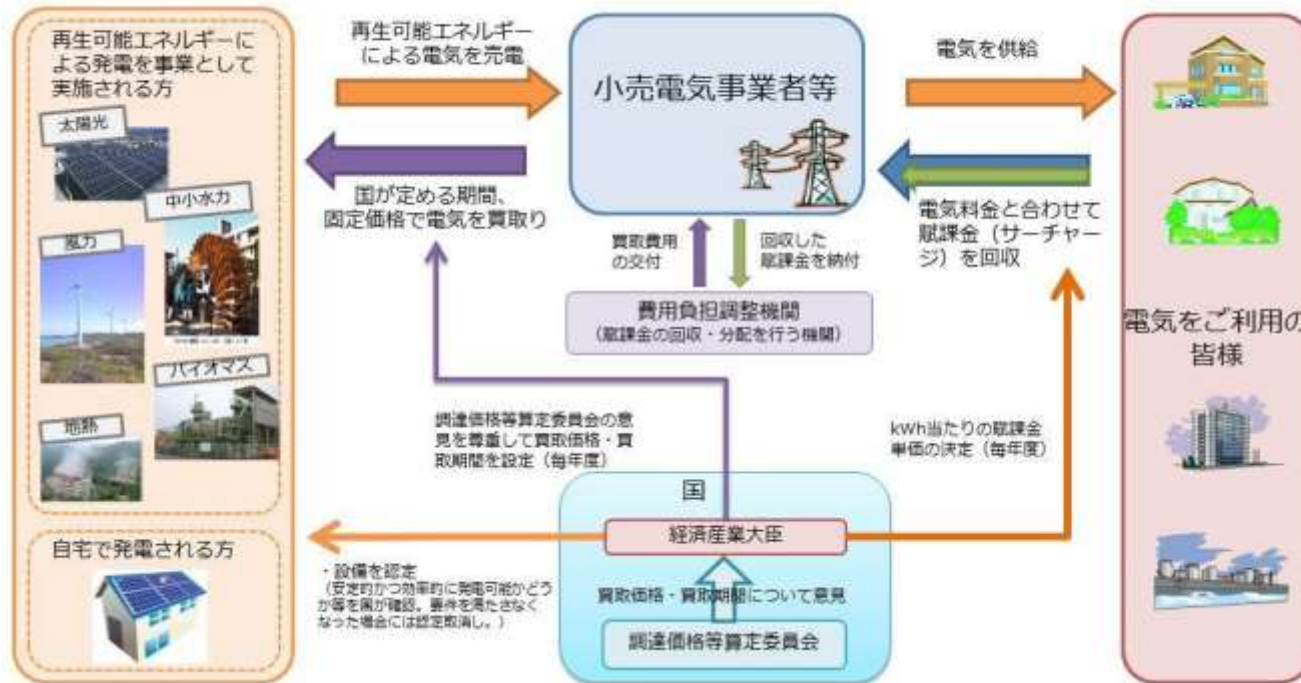 再生可能エネルギーに
よる発電を事業として
実施される方
太陽光
中小水力
風力
バイオマス
地熱
自宅で発電される方
再生可能エネルギー
による電気を売電
国が定める期間、
固定価格で電気を買取り
小売電気事業者等
買取費用
の交付
回収した
賦課金を納付
費用負担調整機関
(賦課金の回収・分配を行う機関)
電気を供給
電気料金と合わせて
賦課金(サーチャー
ジ)を回収
電気をご利用の
皆様
調達価格等算定委員会の意
見を尊重して買取価格・買
取期間を設定(毎年度)
kWh当たりの賦課金
単価の決定(毎年度)
国
経済産業大臣
買取価格・買取期間について意見
調達価格等算定委員会
・設備を認定
(安定的かつ効率的に発電可能かどう
か等を国が確認。要件を満たさなく
なった場合には認定取消し。)